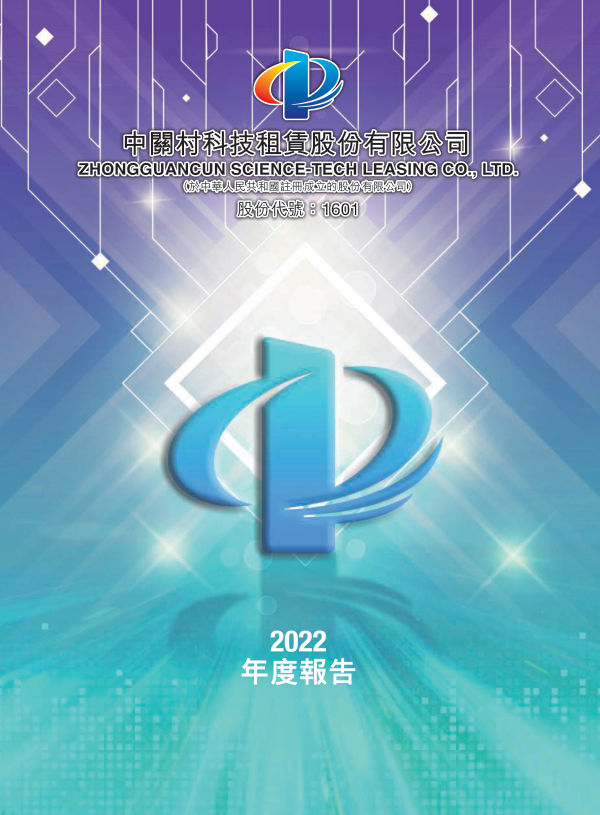 中關村科技租賃股份有限公司
ZHONGGUANCUN SCIENCE-TECH LEASING CO., LTD.
(於中華人民共和國註冊成立的股份有限公司)
股份代號：1601
2022
年度報告